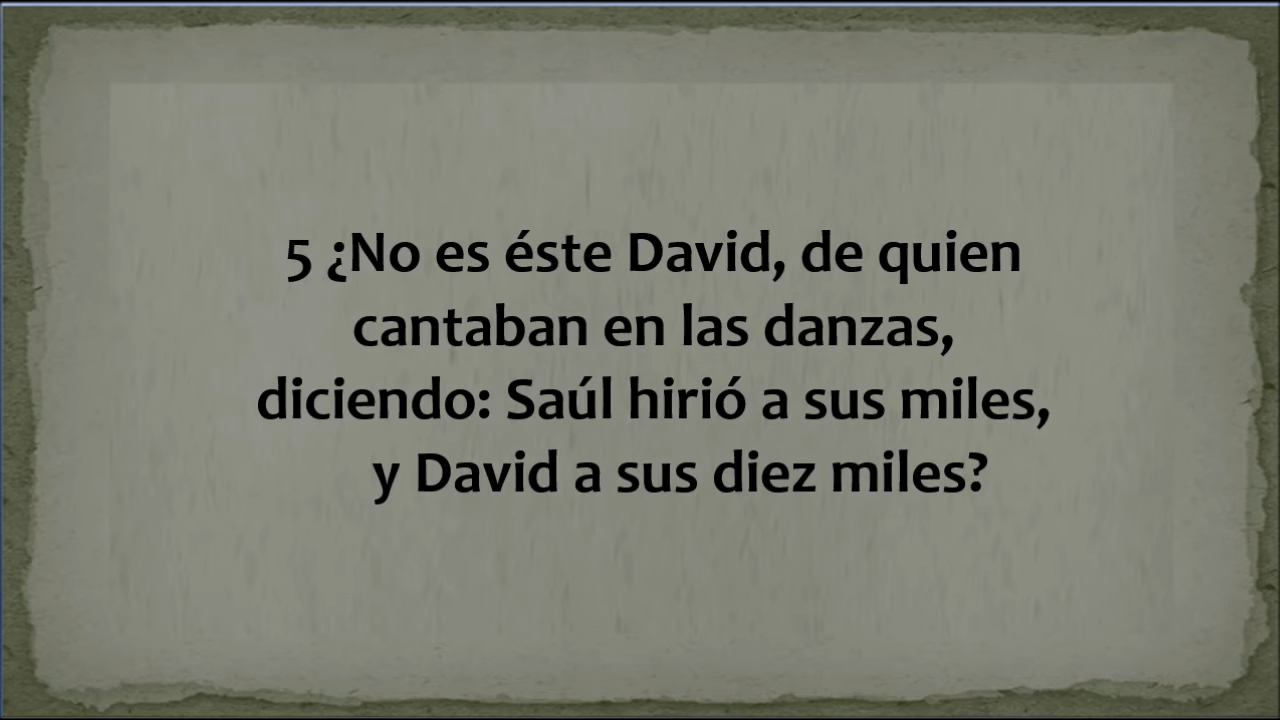 5 ¿No es éste David, de quien
cantaban en las danzas,
diciendo: Saúl hirió a sus miles,
y David a sus diez miles?